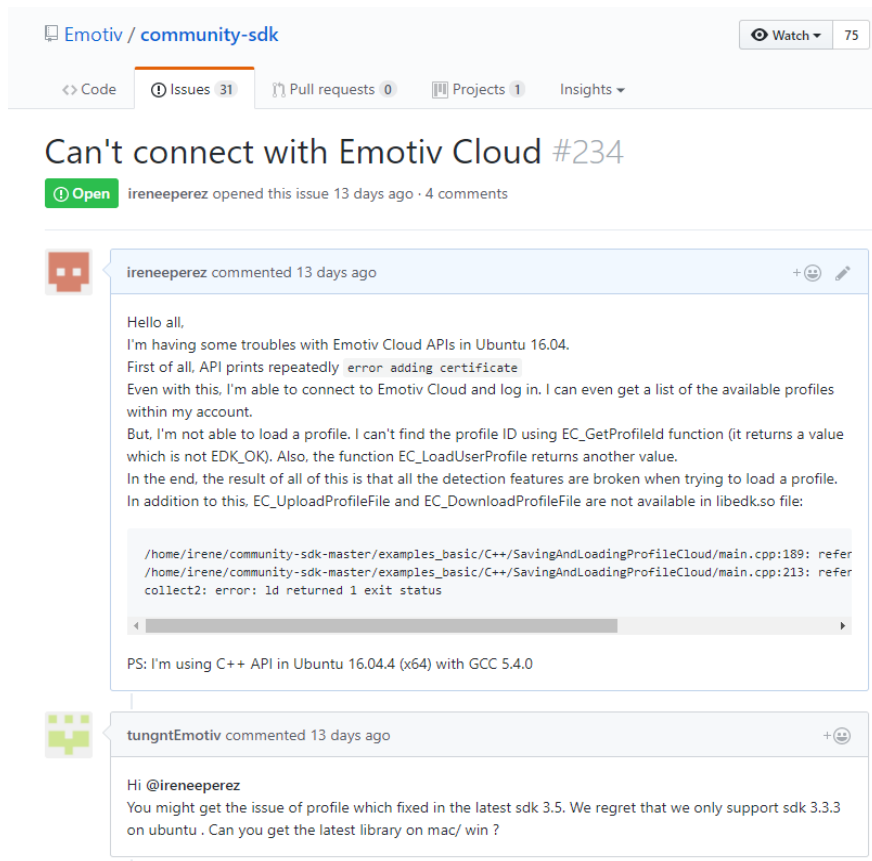 Emotiv / community-sdk
Watch 75
Code Issues 31 Pull requests 0 Projects 1 Insights
Can't connect with Emotiv Cloud #234
Open ireneeperez opened this issue 13 days ago · 4 comments
ireneeperez commented 13 days ago
Hello all,
I'm having some troubles with Emotiv Cloud APIs in Ubuntu 16.04.
First of all, API prints repeatedly error adding certificate
Even with this, I'm able to connect to Emotiv Cloud and log in. I can even get a list of the available profiles
within my account.
But, I'm not able to load a profile. I can't find the profile ID using EC_GetProfileId function (it returns a value
which is not EDK_OK). Also, the function EC_LoadUserProfile returns another value.
In the end, the result of all of this is that all the detection features are broken when trying to load a profile.
In addition to this, EC_UploadProfileFile and EC_DownloadProfileFile are not available in libedk.so file:
/home/irene/community-sdk-master/examples_basic/C++/SavingAndLoadingProfileCloud/main.cpp:189: refer
/home/irene/community-sdk-master/examples_basic/C++/SavingAndLoadingProfileCloud/main.cpp:213: refer
collect2: error: ld returned 1 exit status
PS: I'm using C++ API in Ubuntu 16.04.4 (x64) with GCC 5.4.0
tungntEmotiv commented 13 days ago
Hi @ireneeperez
You might get the issue of profile which fixed in the latest sdk 3.5. We regret that we only support sdk 3.3.3
on ubuntu . Can you get the latest library on mac/ win ?